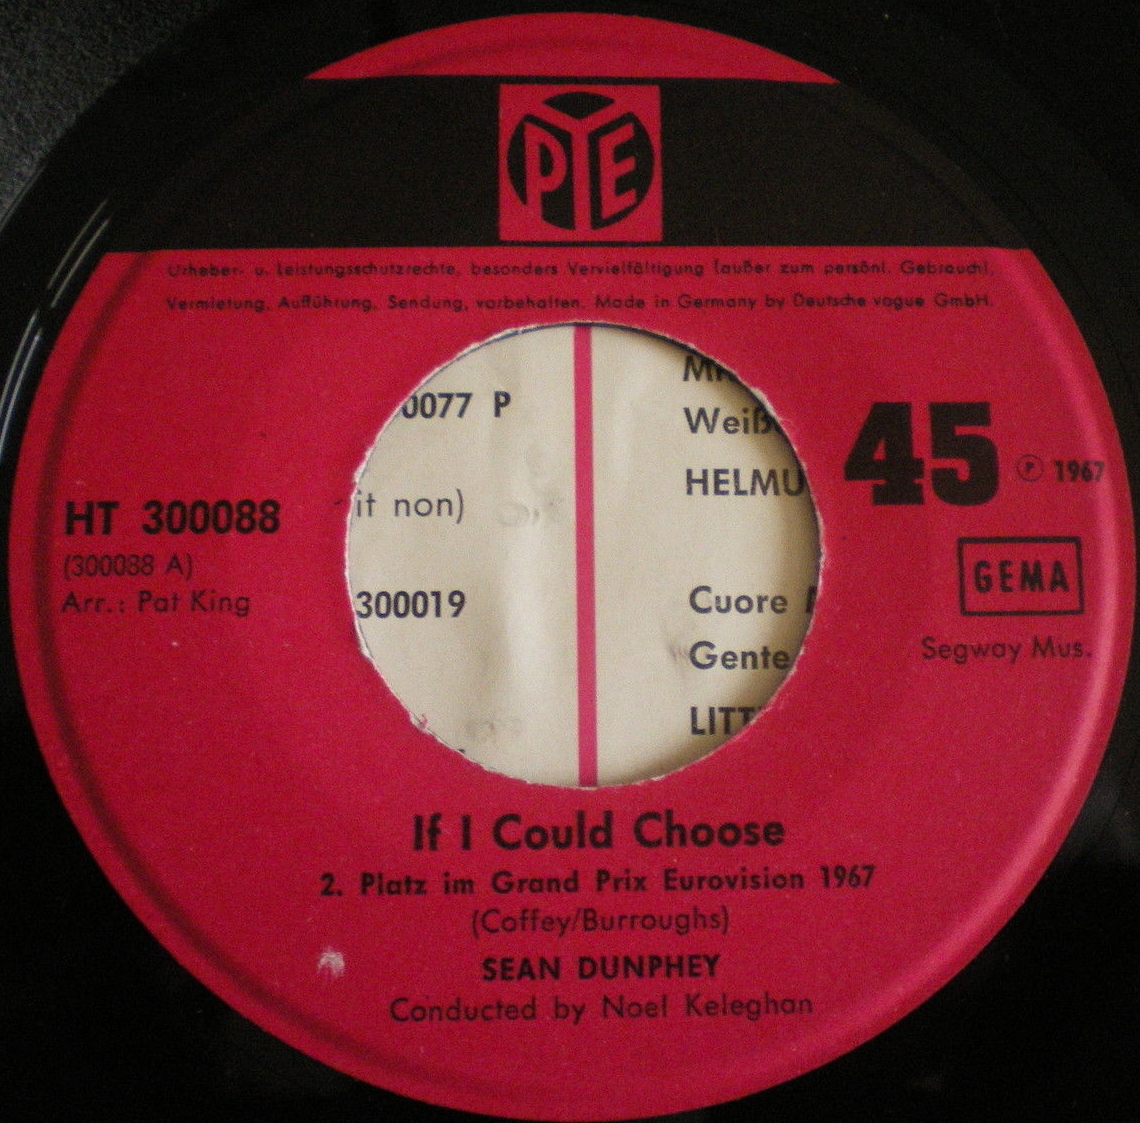 PYE
Urheber- u. Leistungsschutzrechte, besonders Vervielfältigung (außer zum persönl. Gebrauch),
Vermietung, Aufführung, Sendung, vorbehalten. Made in Germany by Deutsche vogue GmbH.
0077 P
Weiß
45
℗ 1967
HELMU
it non)
HT 300088
(300088 A)
Arr.: Pat King
GEMA
300019
Cuore
Segway Mus.
Gente
LITT
If I Could Choose
2. Platz im Grand Prix Eurovision 1967
(Coffey/Burroughs)
SEAN DUNPHEY
Conducted by Noel Keleghan